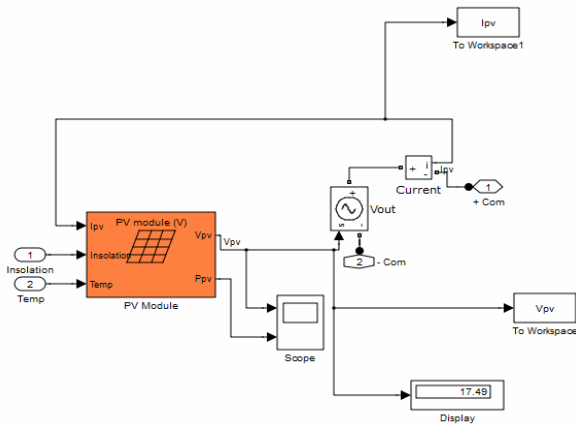 Ipv
To Workspace1
+
i
-
Ipv
Current
1
+ Com
+
s
-
Vout
2
- Com
PV module (V)
Ipv
Insolation
Temp
Vpv
Ppv
PV Module
Vpv
1
Insolation
2
Temp
Scope
Vpv
To Workspace
17.49
Display